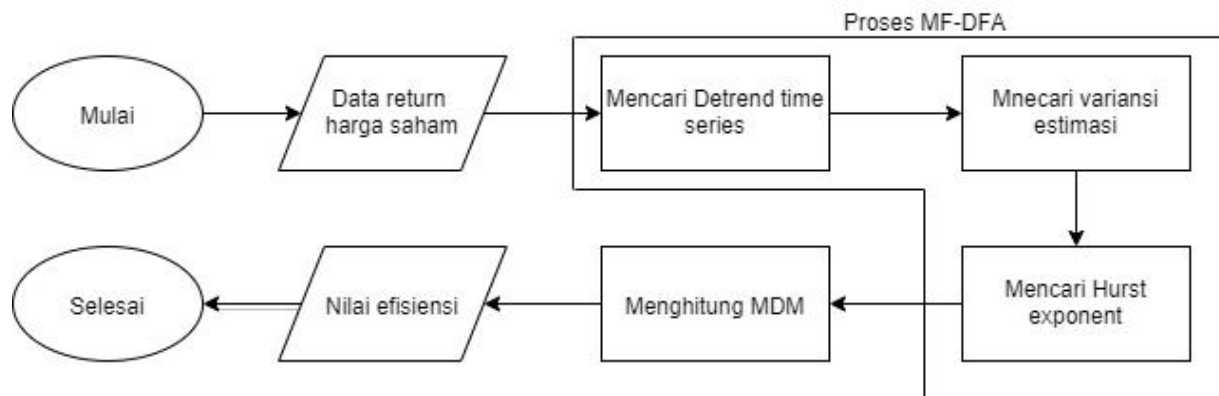 Proses MF-DFA
Mulai
Data return
harga saham
Mencari Detrend time
series
Mnecari variansi
estimasi
Mencari Hurst
exponent
Menghitung MDM
Nilai efisiensi
Selesai